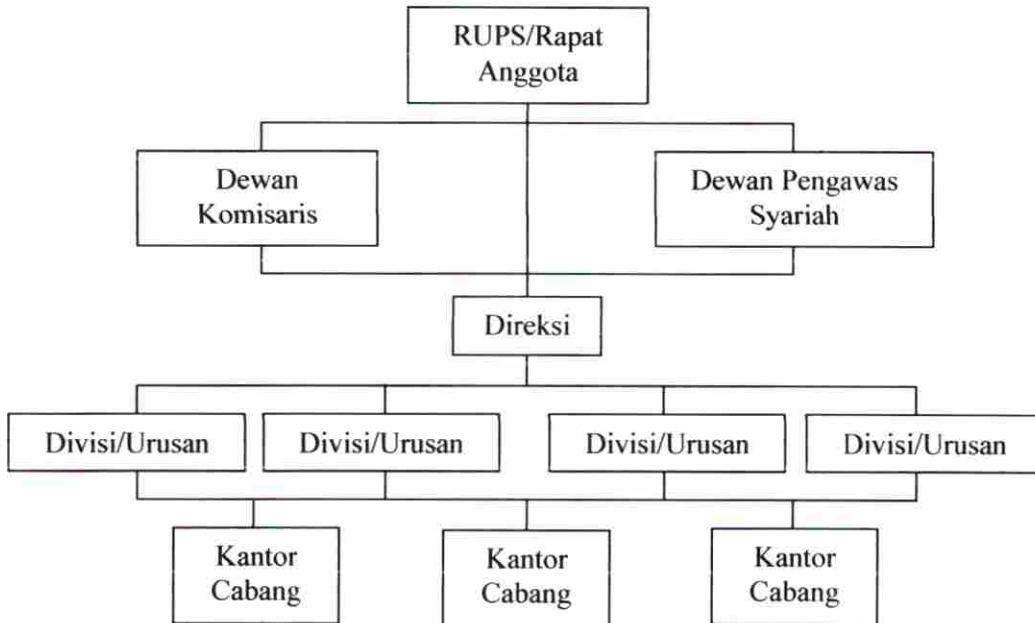 RUPS/Rapat
Anggota
Dewan
Komisaris
Dewan Pengawas
Syariah
Direksi
Divisi/Urusan
Divisi/Urusan
Divisi/Urusan
Divisi/Urusan
Kantor
Cabang
Kantor
Cabang
Kantor
Cabang